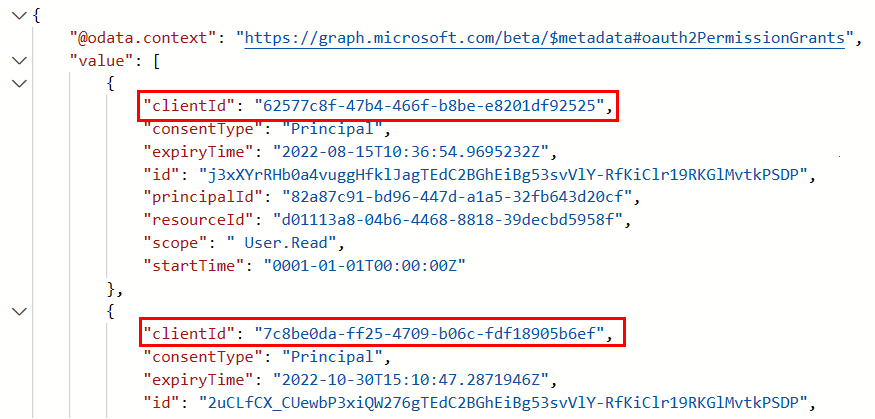 {
"@odata.context": "https://graph.microsoft.com/beta/$metadata#oauth2PermissionGrants",
"value": [
{
"clientId": "62577c8f-47b4-466f-b8be-e8201df92525",
"consentType": "Principal",
"expiryTime": "2022-08-15T10:36:54.9695232Z",
"id": "j3xXYrRHb0a4vuggHfklJagTEdC2BGhEiBg53svVlY-RfKiClr19RKGlMvtkPSDP",
"principalId": "82a87c91-bd96-447d-a1a5-32fb643d20cf",
"resourceId": "d01113a8-04b6-4468-8818-39decbd5958f",
"scope": " User.Read",
"startTime": "0001-01-01T00:00:00Z"
},
{
"clientId": "7c8be0da-ff25-4709-b06c-fdf18905b6ef",
"consentType": "Principal",
"expiryTime": "2022-10-30T15:10:47.2871946Z",
"id": "2uCLfCX_CUewbP3xiQW276gTEdC2BGhEiBg53svVlY-RfKiClr19RKGlMvtkPSDP",